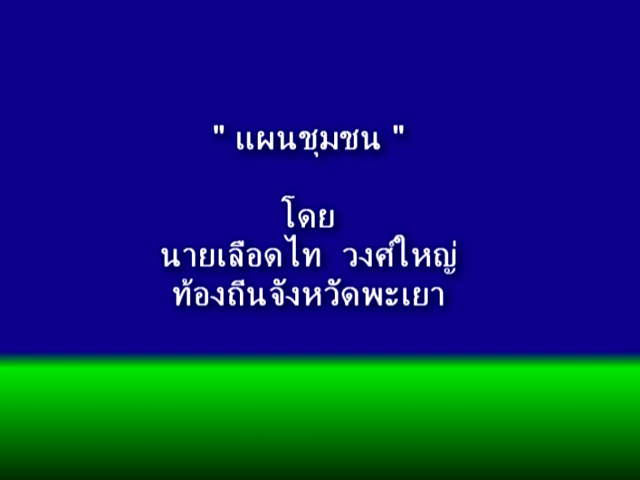 " แผนชุมชน "
โดย
นายเลือดไท วงศ์ใหญ่
ท้องถีนจังหวัดพะเยา